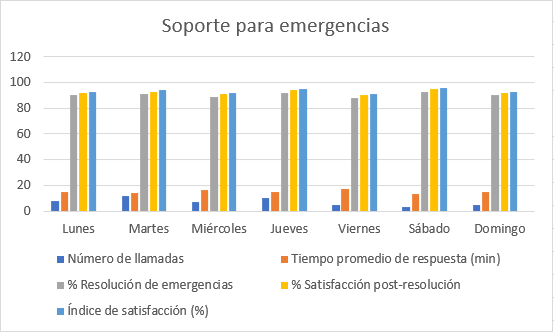 Soporte para emergencias
120
100
80
60
40
20
0
Lunes Martes Miércoles Jueves Viernes Sábado Domingo
Número de llamadas Tiempo promedio de respuesta (min)
% Resolución de emergencias % Satisfacción post-resolución
Índice de satisfacción (%)